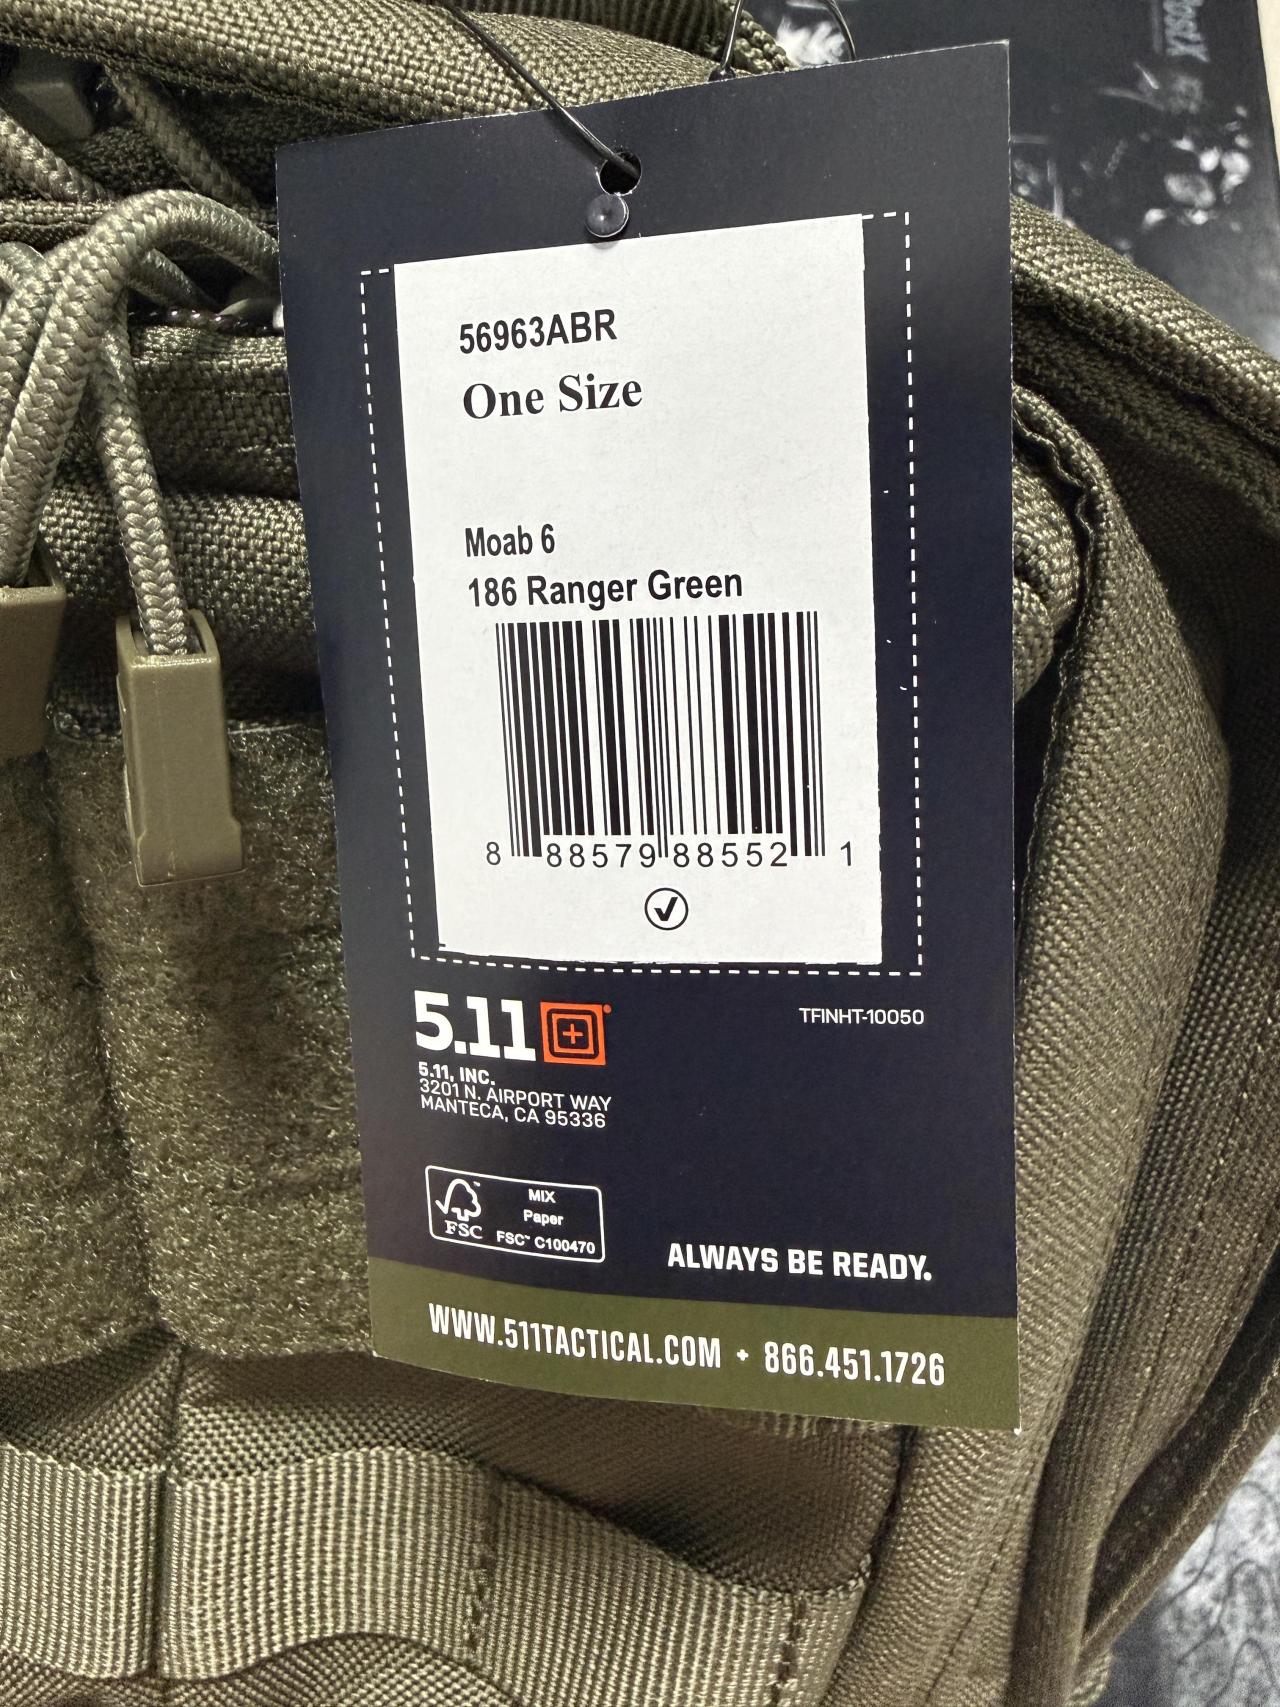 56963ABR
One Size
Moab 6
186 Ranger Green
8 88579 88552 1
5.11
TFINHT-10050
5.11, INC.
3201 N. AIRPORT WAY
MANTECA, CA 95336
FSC
MIX
Paper
FSC™ C100470
ALWAYS BE READY.
WWW.511TACTICAL.COM • 866.451.1726